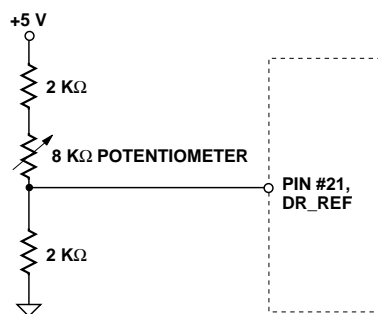 +5 V
2 KΩ
8 KΩ POTENTIOMETER
PIN #21,
DR_REF
2 KΩ